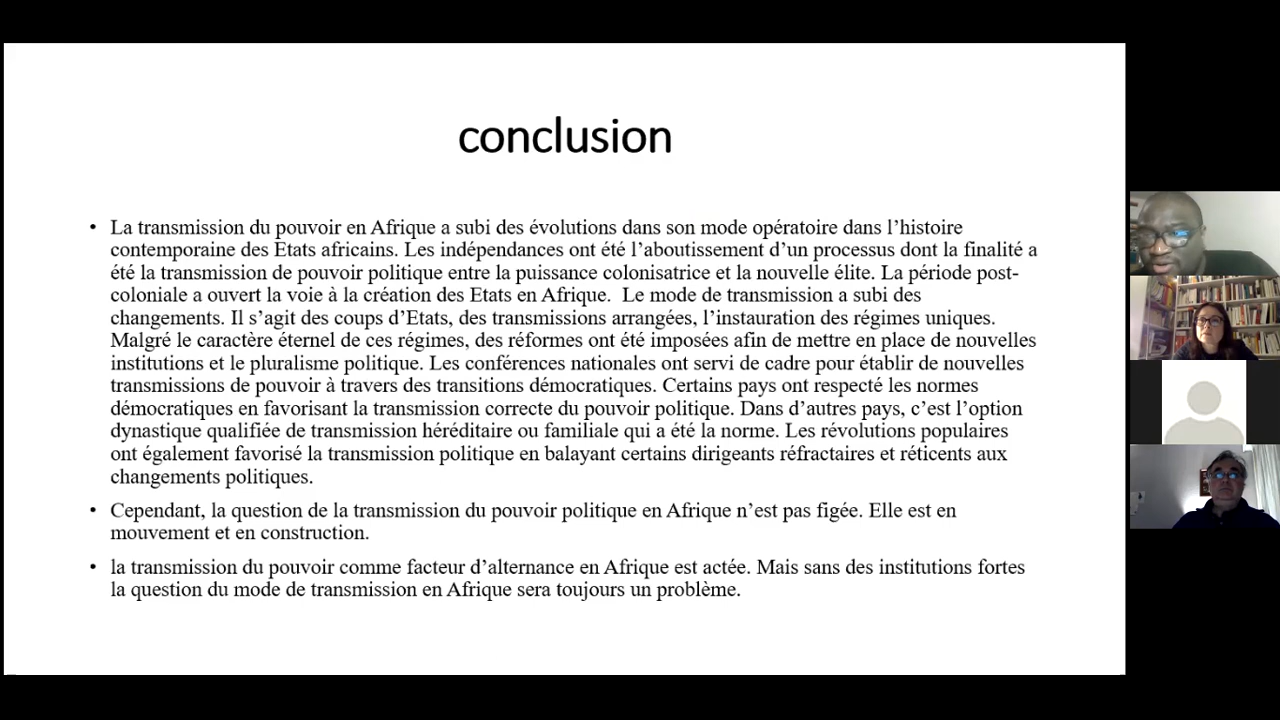 conclusion
• La transmission du pouvoir en Afrique a subi des évolutions dans son mode opératoire dans l’histoire
contemporaine des Etats africains. Les indépendances ont été l’aboutissement d’un processus dont la finalité a
été la transmission de pouvoir politique entre la puissance colonisatrice et la nouvelle élite. La période post-
coloniale a ouvert la voie à la création des Etats en Afrique.  Le mode de transmission a subi des
changements. Il s’agit des coups d’Etats, des transmissions arrangées, l’instauration des régimes uniques.
Malgré le caractère éternel de ces régimes, des réformes ont été imposées afin de mettre en place de nouvelles
institutions et le pluralisme politique. Les conférences nationales ont servi de cadre pour établir de nouvelles
transmissions de pouvoir à travers des transitions démocratiques. Certains pays ont respecté les normes
démocratiques en favorisant la transmission correcte du pouvoir politique. Dans d’autres pays, c’est l’option
dynastique qualifiée de transmission héréditaire ou familiale qui a été la norme. Les révolutions populaires
ont également favorisé la transmission politique en balayant certains dirigeants réfractaires et réticents aux
changements politiques.
• Cependant, la question de la transmission du pouvoir politique en Afrique n’est pas figée. Elle est en
mouvement et en construction.
• la transmission du pouvoir comme facteur d’alternance en Afrique est actée. Mais sans des institutions fortes
la question du mode de transmission en Afrique sera toujours un problème.